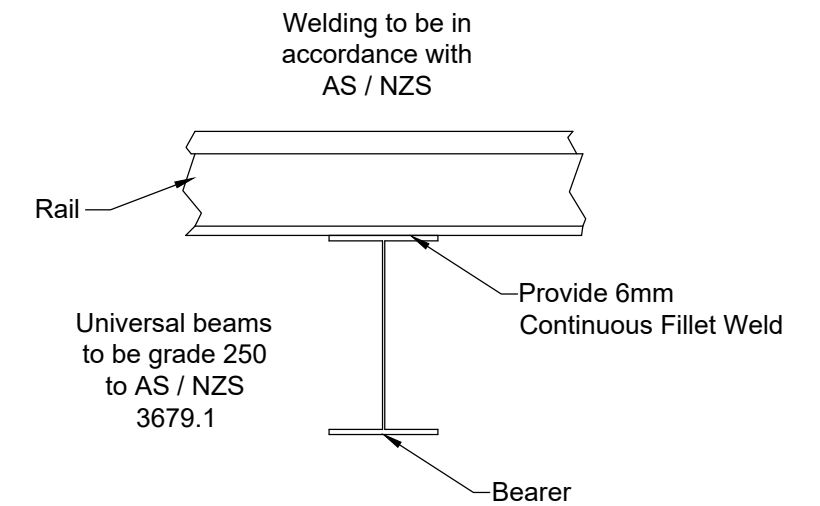 Welding to be in
accordance with
AS / NZS
Rail
Provide 6mm
Continuous Fillet Weld
Universal beams
to be grade 250
to AS / NZS
3679.1
Bearer